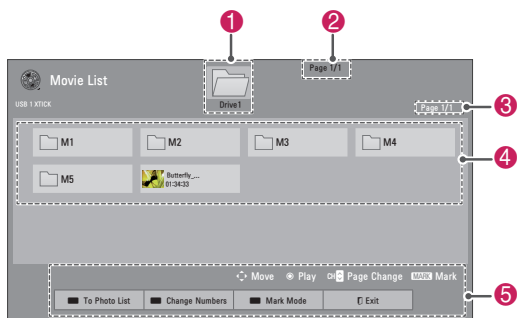 1
2
Page 1/1
Movie List
USB 1 XTICK
Drive1
Page 1/1
3
M1
M2
M3
M4
4
M5
Butterfly_...
01:34:33
Move Play CH Page Change MARK Mark
5
To Photo List Change Numbers Mark Mode Exit